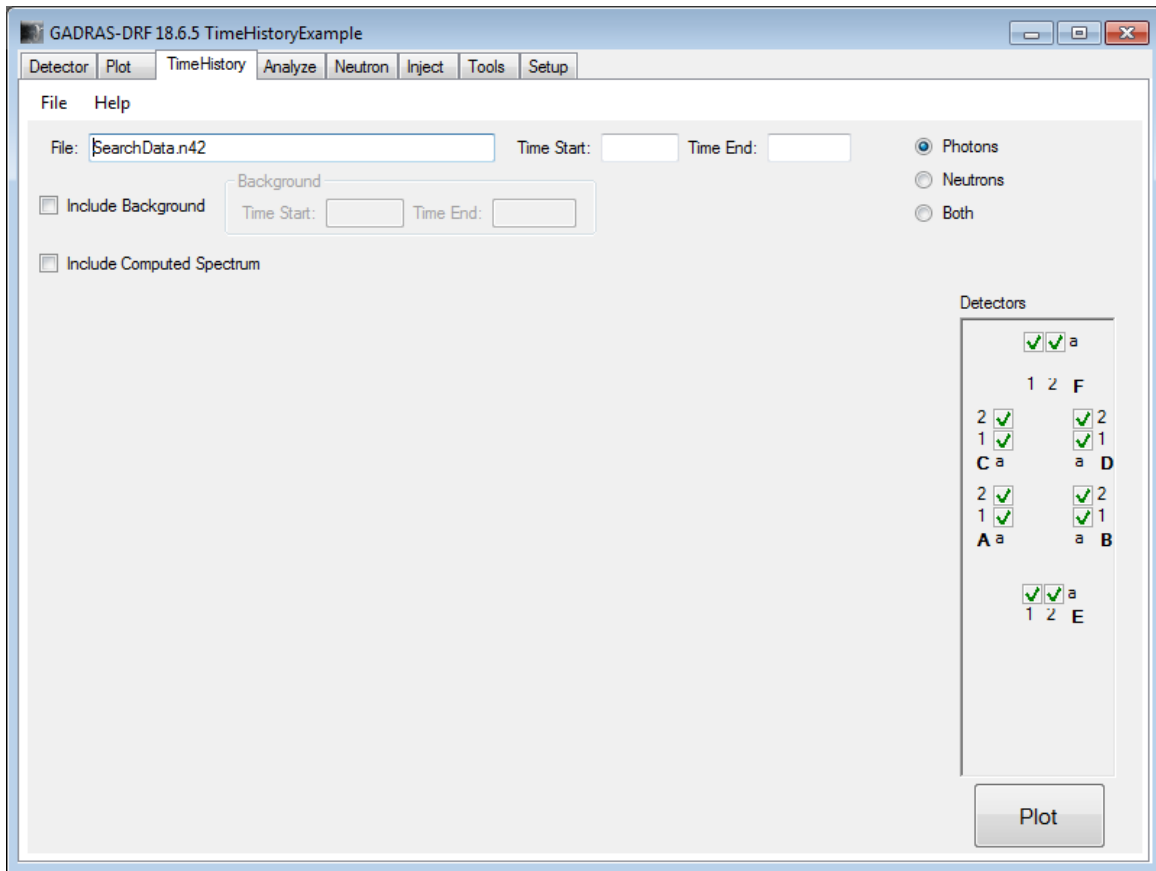 GADRAS-DRF 18.6.5 TimeHistoryExample
Detector Plot TimeHistory Analyze Neutron Inject Tools Setup
File Help
File: SearchData.n42 Time Start: Time End: Photons
Background
Include Background Time Start: Time End: Neutrons
Both
Include Computed Spectrum
Detectors
a
1 2 F
2 2
1 1
C a a D
2 2
1 1
A a a B
a
1 2 E
Plot